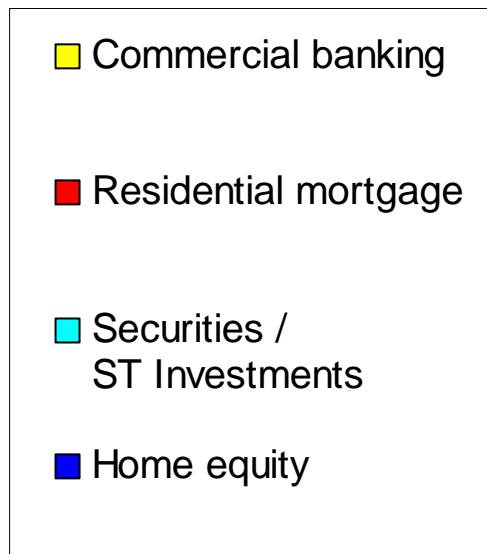 Commercial banking
Residential mortgage
Securities /
ST Investments
Home equity